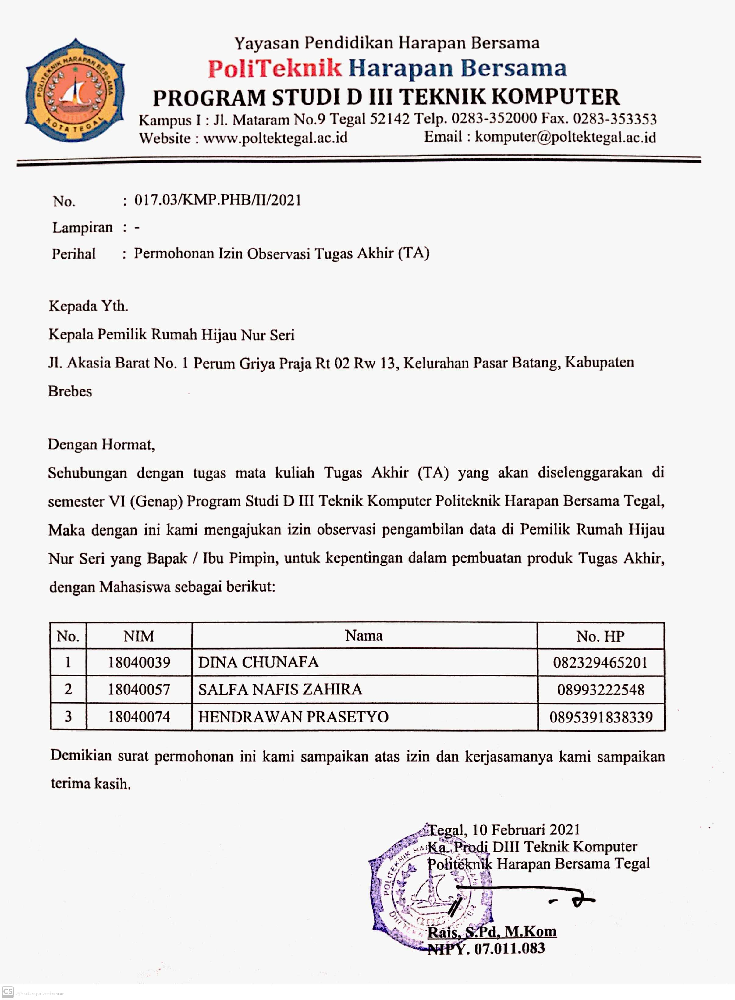 Yayasan Pendidikan Harapan Bersama
PoliTeknik Harapan Bersama
PROGRAM STUDI D III TEKNIK KOMPUTER
Kampus I : Jl. Mataram No.9 Tegal 52142 Telp. 0283-352000 Fax. 0283-353353
Website : www.poltektegal.ac.id Email : komputer@poltektegal.ac.id
POLITEKNIK HARAPAN BERSAMA
KOTA TEGAL
No. : 017.03/KMP.PHB/II/2021
Lampiran : -
Perihal : Permohonan Izin Observasi Tugas Akhir (TA)
Kepada Yth.
Kepala Pemilik Rumah Hijau Nur Seri
Jl. Akasia Barat No. 1 Perum Griya Praja Rt 02 Rw 13, Kelurahan Pasar Batang, Kabupaten
Brebes
Dengan Hormat,
Sehubungan dengan tugas mata kuliah Tugas Akhir (TA) yang akan diselenggarakan di
semester VI (Genap) Program Studi D III Teknik Komputer Politeknik Harapan Bersama Tegal,
Maka dengan ini kami mengajukan izin observasi pengambilan data di Pemilik Rumah Hijau
Nur Seri yang Bapak / Ibu Pimpin, untuk kepentingan dalam pembuatan produk Tugas Akhir,
dengan Mahasiswa sebagai berikut:
No. NIM Nama No. HP
1 18040039 DINA CHUNAFA 082329465201
2 18040057 SALFA NAFIS ZAHIRA 08993222548
3 18040074 HENDRAWAN PRASETYO 0895391838339
Demikian surat permohonan ini kami sampaikan atas izin dan kerjasamanya kami sampaikan
terima kasih.
Tegal, 10 Februari 2021
Ka. Prodi DIII Teknik Komputer
Politeknik Harapan Bersama Tegal
POLITEKNIK
DIII
Rais, S.Pd, M.Kom
NIPY. 07.011.083
CS Dipindai dengan CamScanner